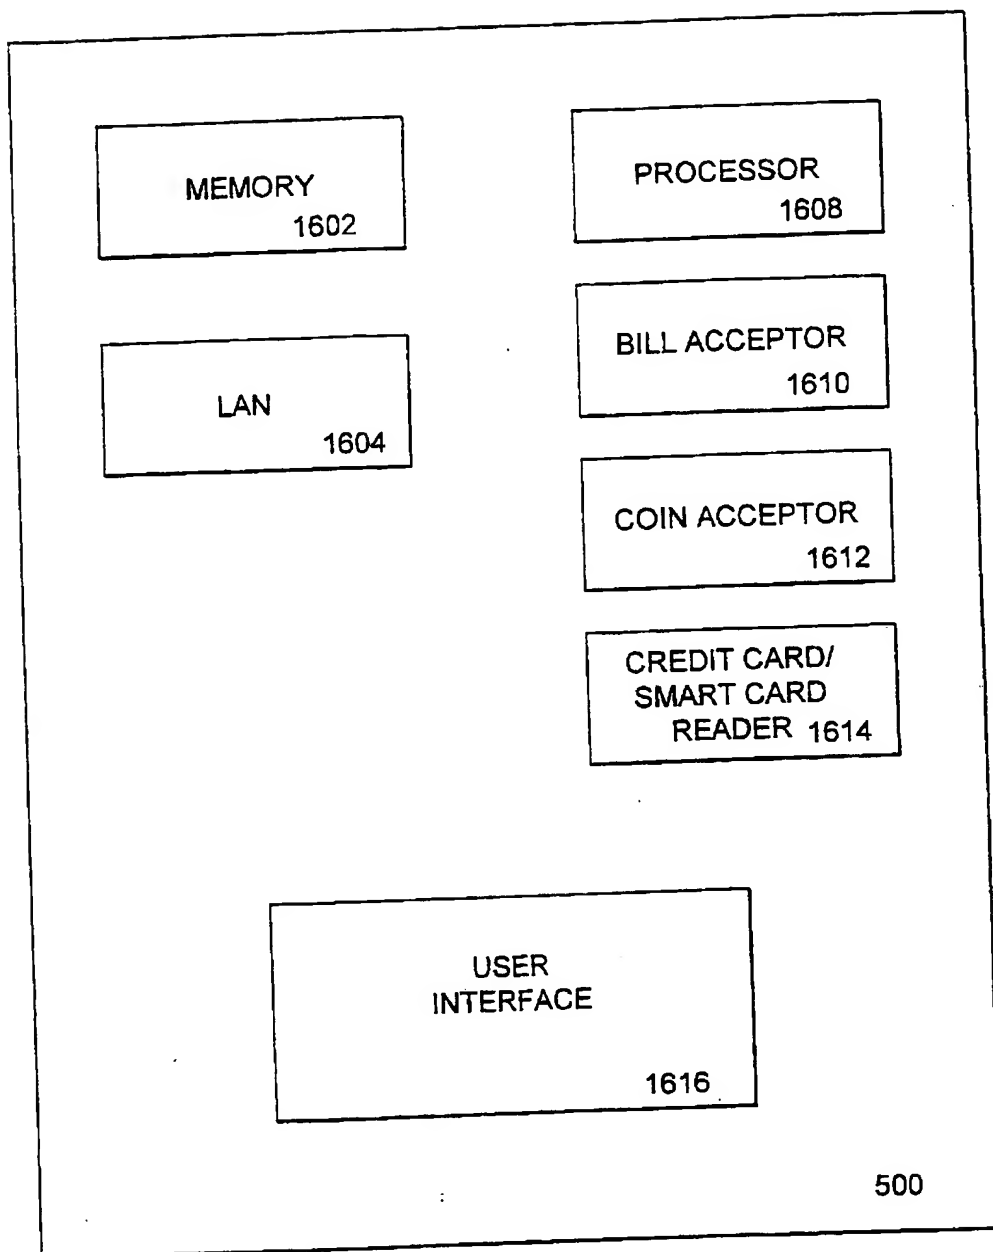 MEMORY
1602
PROCESSOR
1608
LAN
1604
BILL ACCEPTOR
1610
COIN ACCEPTOR
1612
CREDIT CARD/
SMART CARD
READER 1614
USER
INTERFACE
1616
500